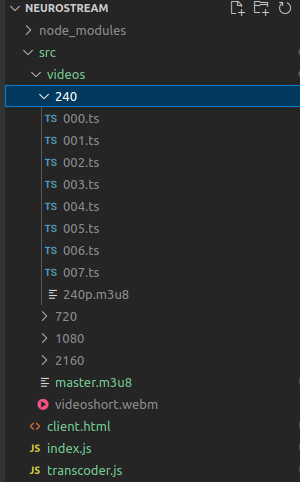 NEUROSTREAM
node_modules
src
videos
240
TS 000.ts
TS 001.ts
TS 002.ts
TS 003.ts
TS 004.ts
TS 005.ts
TS 006.ts
TS 007.ts
240p.m3u8
720
1080
2160
master.m3u8
videoshort.webm
<> client.html
JS index.js
JS transcoder.js